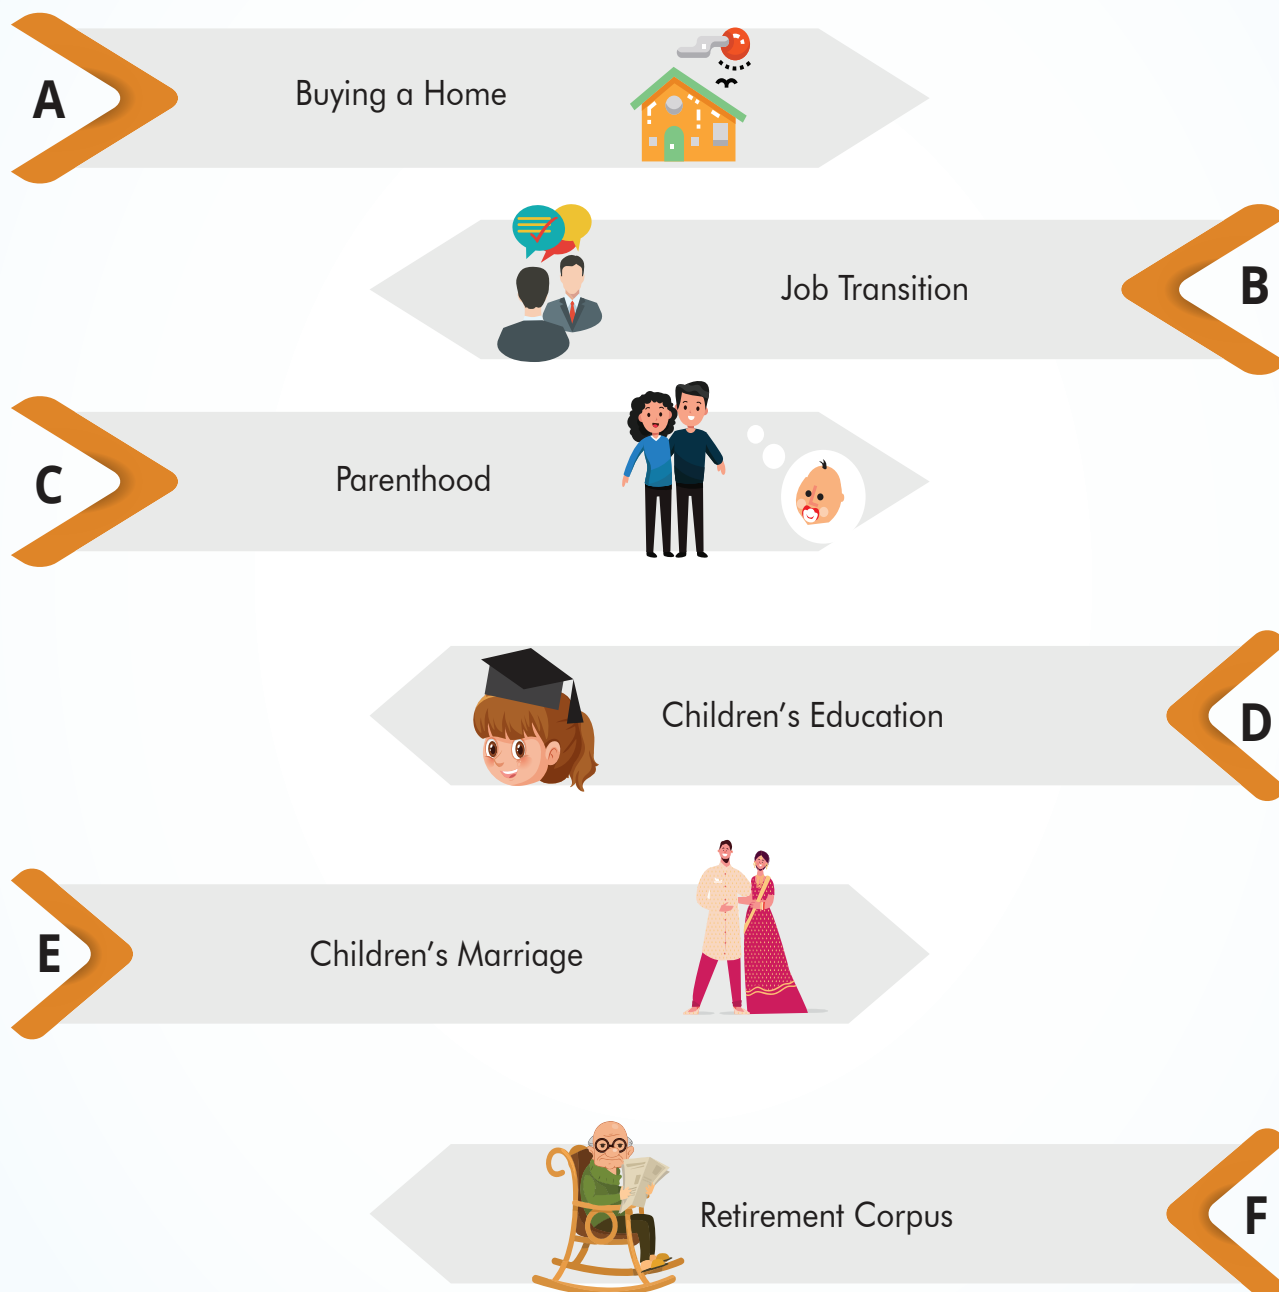 A
Buying a Home
Job Transition
B
C
Parenthood
Children’s Education
D
E
Children’s Marriage
Retirement Corpus
F